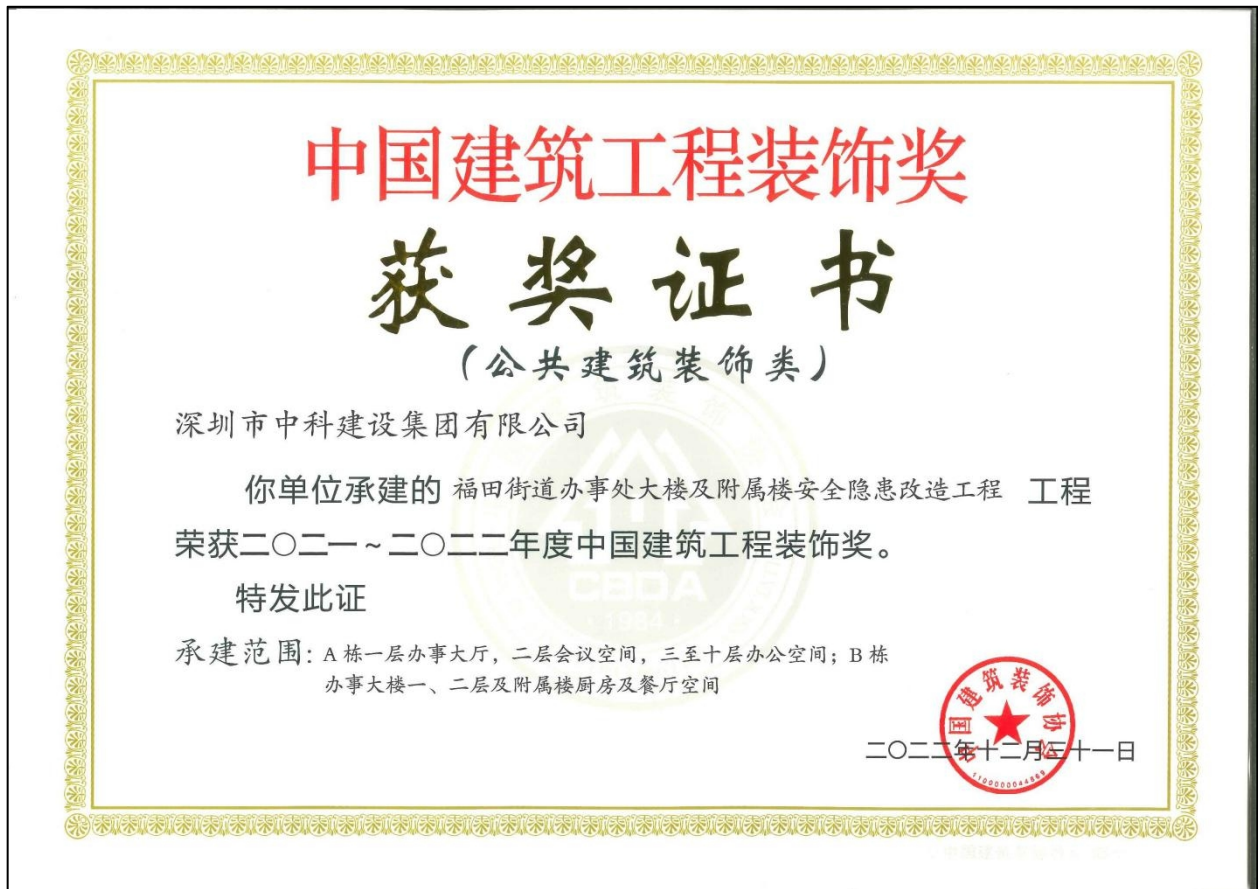 中国建筑工程装饰奖
获奖证书
（公共建筑装饰类）
深圳市中科建设集团有限公司
你单位承建的 福田街道办事处大楼及附属楼安全隐患改造工程 工程
荣获二〇二一～二〇二二年度中国建筑工程装饰奖。
特发此证
承建范围：A 栋一层办事大厅，二层会议空间，三至十层办公空间；B 栋
办事大楼一、二层及附属楼厨房及餐厅空间
中国建筑装饰协会
二〇二二年十二月三十一日
CBDA
1984